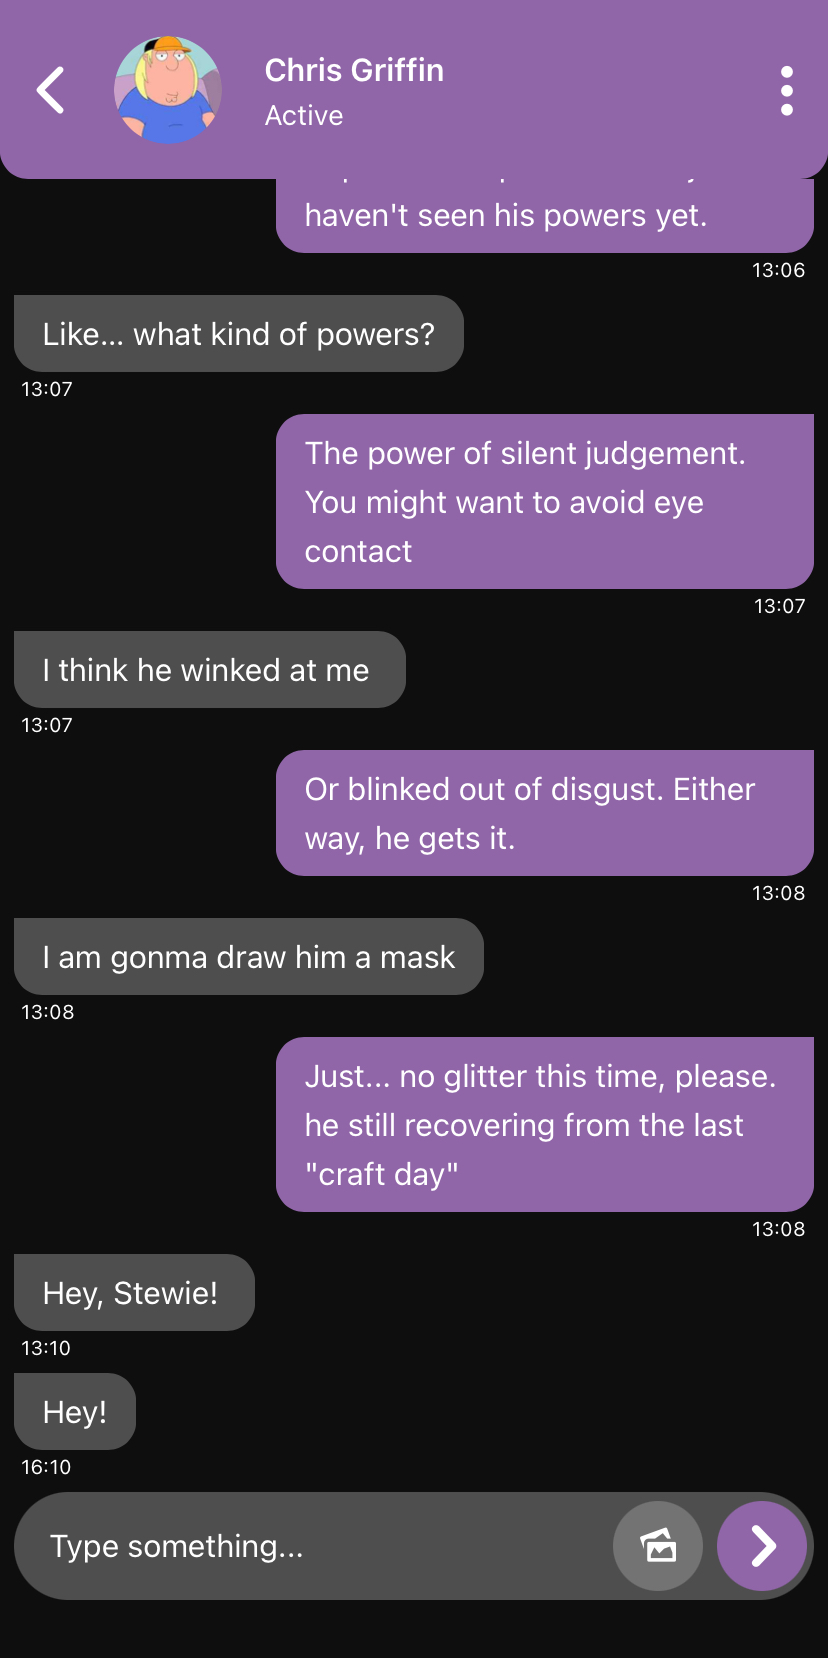 Chris Griffin
Active
haven't seen his powers yet.
13:06
Like... what kind of powers?
13:07
The power of silent judgement.
You might want to avoid eye
contact
13:07
I think he winked at me
13:07
Or blinked out of disgust. Either
way, he gets it.
13:08
I am gonma draw him a mask
13:08
Just... no glitter this time, please.
he still recovering from the last
"craft day"
13:08
Hey, Stewie!
13:10
Hey!
16:10
Type something...